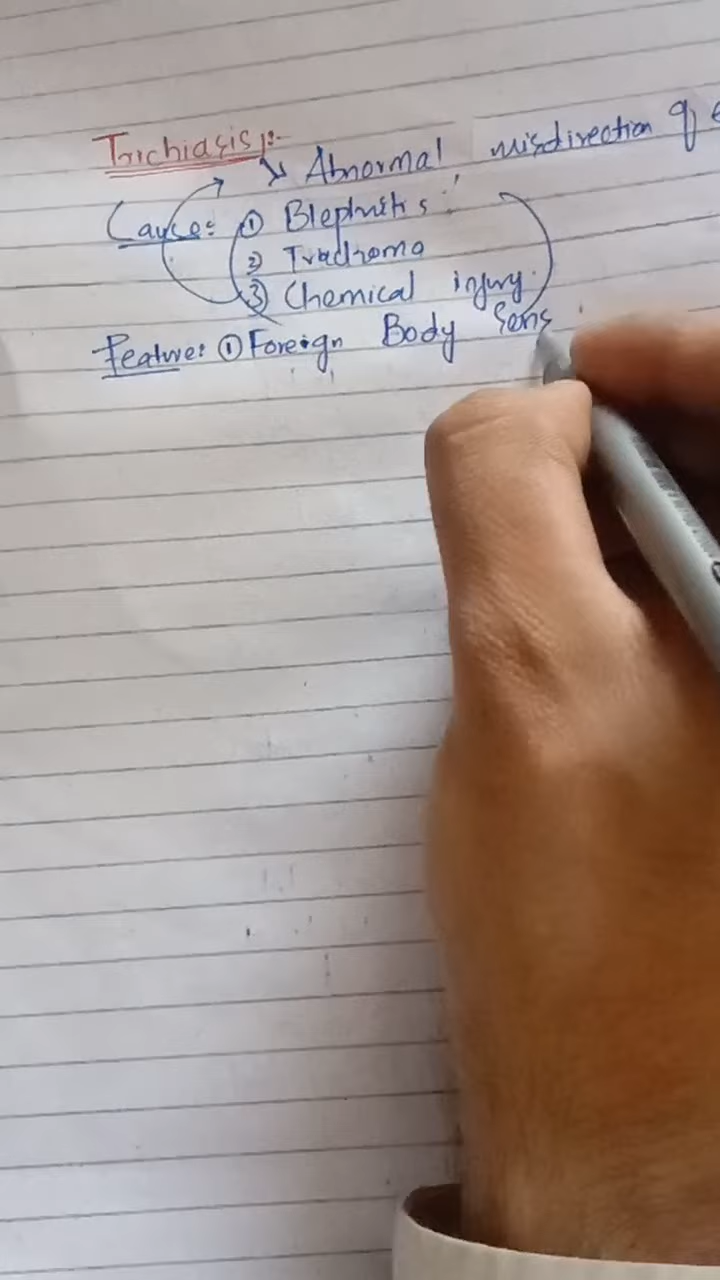 Trichiasis:-
↘ Abnormal misdirection of
Cause: ① Blephritis
② Trachoma
③ Chemical injury.
Feature: ① Foreign Body Sens